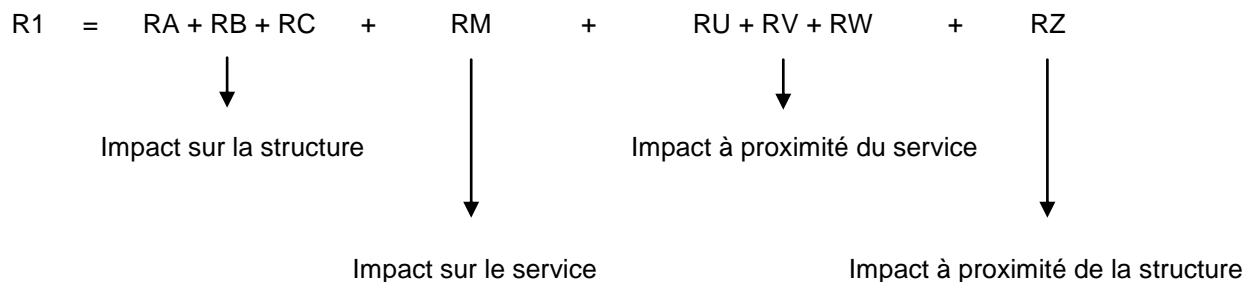 R1 = RA + RB + RC + RM + RU + RV + RW + RZ
Impact sur la structure Impact à proximité du service
Impact sur le service Impact à proximité de la structure